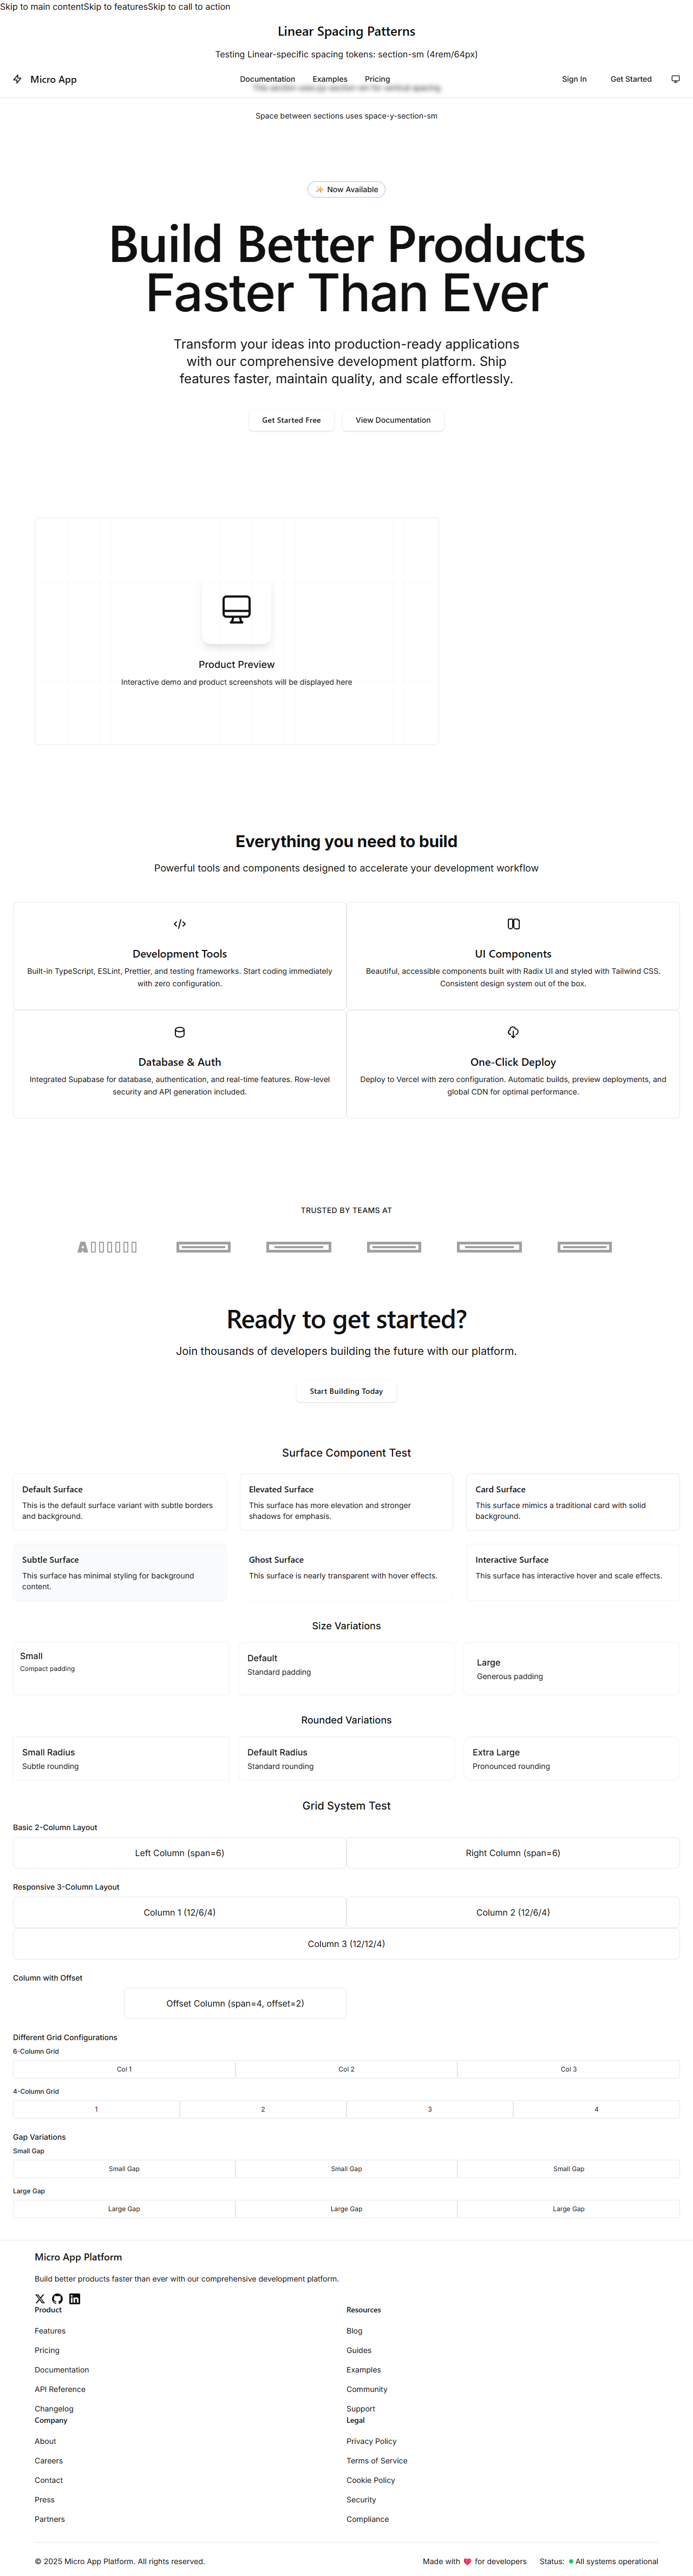 Skip to main contentSkip to featuresSkip to call to action
Linear Spacing Patterns
Testing Linear-specific spacing tokens: section-sm (4rem/64px)
Micro App
Documentation Examples Pricing
Sign In Get Started
This section uses py-section-sm for vertical spacing
Space between sections uses space-y-section-sm
✨ Now Available
Build Better Products
Faster Than Ever
Transform your ideas into production-ready applications
with our comprehensive development platform. Ship
features faster, maintain quality, and scale effortlessly.
Get Started Free View Documentation
Product Preview
Interactive demo and product screenshots will be displayed here
Everything you need to build
Powerful tools and components designed to accelerate your development workflow
Development Tools
Built-in TypeScript, ESLint, Prettier, and testing frameworks. Start coding immediately
with zero configuration.
UI Components
Beautiful, accessible components built with Radix UI and styled with Tailwind CSS.
Consistent design system out of the box.
Database & Auth
Integrated Supabase for database, authentication, and real-time features. Row-level
security and API generation included.
One-Click Deploy
Deploy to Vercel with zero configuration. Automatic builds, preview deployments, and
global CDN for optimal performance.
TRUSTED BY TEAMS AT
Ready to get started?
Join thousands of developers building the future with our platform.
Start Building Today
Surface Component Test
Default Surface
This is the default surface variant with subtle borders
and background.
Elevated Surface
This surface has more elevation and stronger
shadows for emphasis.
Card Surface
This surface mimics a traditional card with solid
background.
Subtle Surface
This surface has minimal styling for background
content.
Ghost Surface
This surface is nearly transparent with hover effects.
Interactive Surface
This surface has interactive hover and scale effects.
Size Variations
Small
Compact padding
Default
Standard padding
Large
Generous padding
Rounded Variations
Small Radius
Subtle rounding
Default Radius
Standard rounding
Extra Large
Pronounced rounding
Grid System Test
Basic 2-Column Layout
Left Column (span=6) Right Column (span=6)
Responsive 3-Column Layout
Column 1 (12/6/4) Column 2 (12/6/4)
Column 3 (12/12/4)
Column with Offset
Offset Column (span=4, offset=2)
Different Grid Configurations
6-Column Grid
Col 1 Col 2 Col 3
4-Column Grid
1 2 3 4
Gap Variations
Small Gap
Small Gap Small Gap Small Gap
Large Gap
Large Gap Large Gap Large Gap
Micro App Platform
Build better products faster than ever with our comprehensive development platform.
Product
Features
Pricing
Documentation
API Reference
Changelog
Resources
Blog
Guides
Examples
Community
Support
Company
About
Careers
Contact
Press
Partners
Legal
Privacy Policy
Terms of Service
Cookie Policy
Security
Compliance
© 2025 Micro App Platform. All rights reserved.
Made with ❤️ for developers
Status: All systems operational